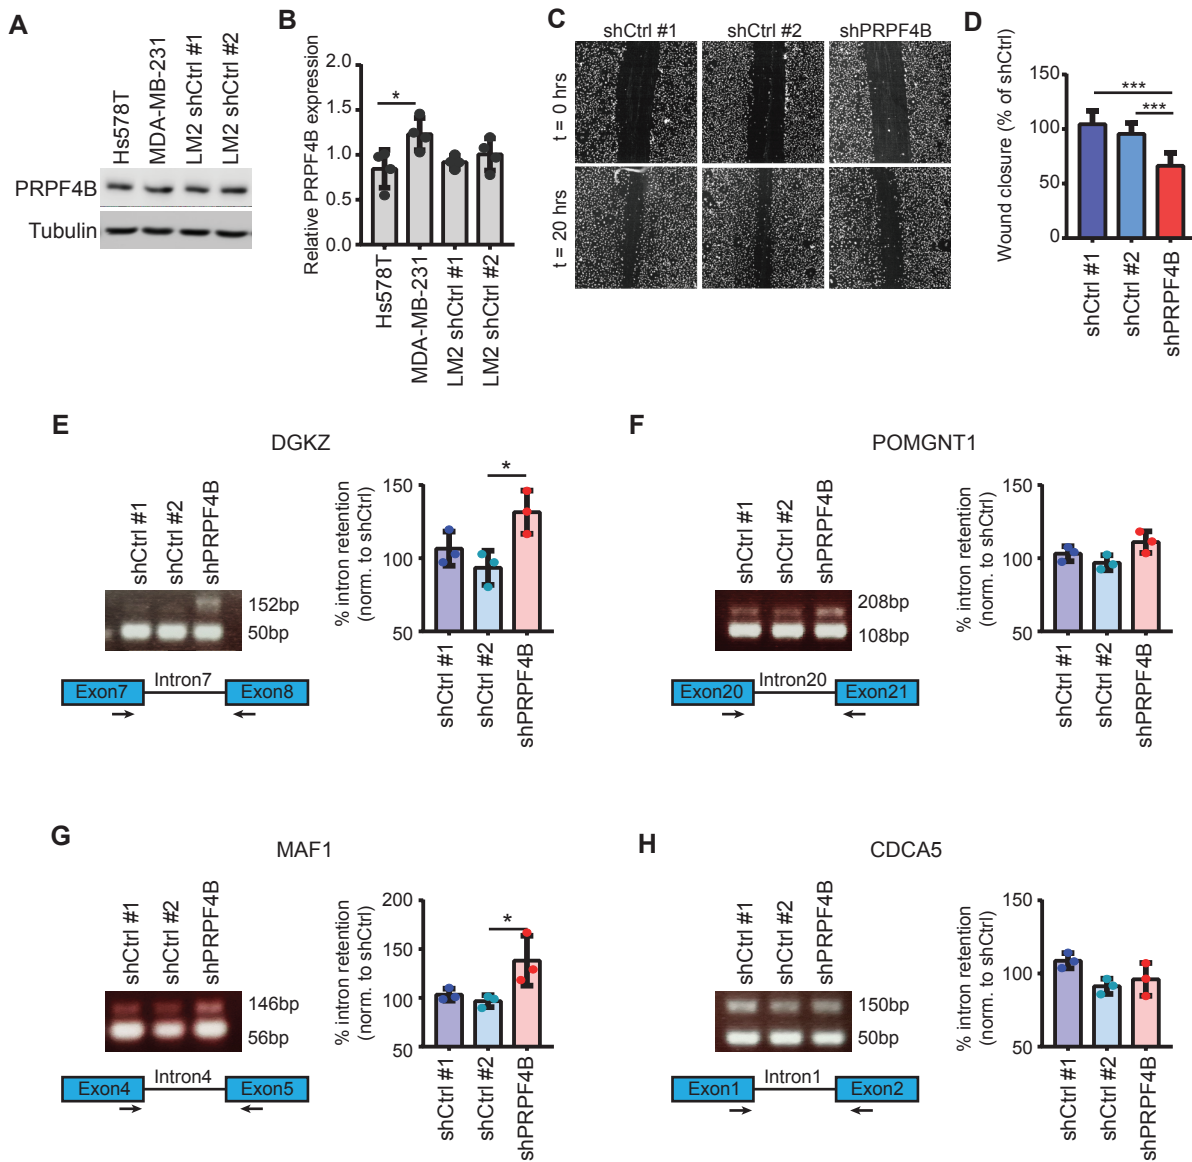 A
Hs578T
MDA-MB-231
LM2 shCtrl #1
LM2 shCtrl #2
PRPF4B
Tubulin
B
Relative PRPF4B expression
2.0
1.5
1.0
0.5
0.0
*
Hs578T
MDA-MB-231
LM2 shCtrl #1
LM2 shCtrl #2
C
shCtrl #1
shCtrl #2
shPRPF4B
t = 0 hrs
t = 20 hrs
D
Wound closure (% of shCtrl)
150
100
50
0
***
***
shCtrl #1
shCtrl #2
shPRPF4B
E
DGKZ
shCtrl #1
shCtrl #2
shPRPF4B
152bp
50bp
Exon7
Intron7
Exon8
% intron retention
(norm. to shCtrl)
150
100
50
*
shCtrl #1
shCtrl #2
shPRPF4B
F
POMGNT1
shCtrl #1
shCtrl #2
shPRPF4B
208bp
108bp
Exon20
Intron20
Exon21
% intron retention
(norm. to shCtrl)
150
100
50
shCtrl #1
shCtrl #2
shPRPF4B
G
MAF1
shCtrl #1
shCtrl #2
shPRPF4B
146bp
56bp
Exon4
Intron4
Exon5
% intron retention
(norm. to shCtrl)
200
150
100
50
*
shCtrl #1
shCtrl #2
shPRPF4B
H
CDCA5
shCtrl #1
shCtrl #2
shPRPF4B
150bp
50bp
Exon1
Intron1
Exon2
% intron retention
(norm. to shCtrl)
150
100
50
shCtrl #1
shCtrl #2
shPRPF4B